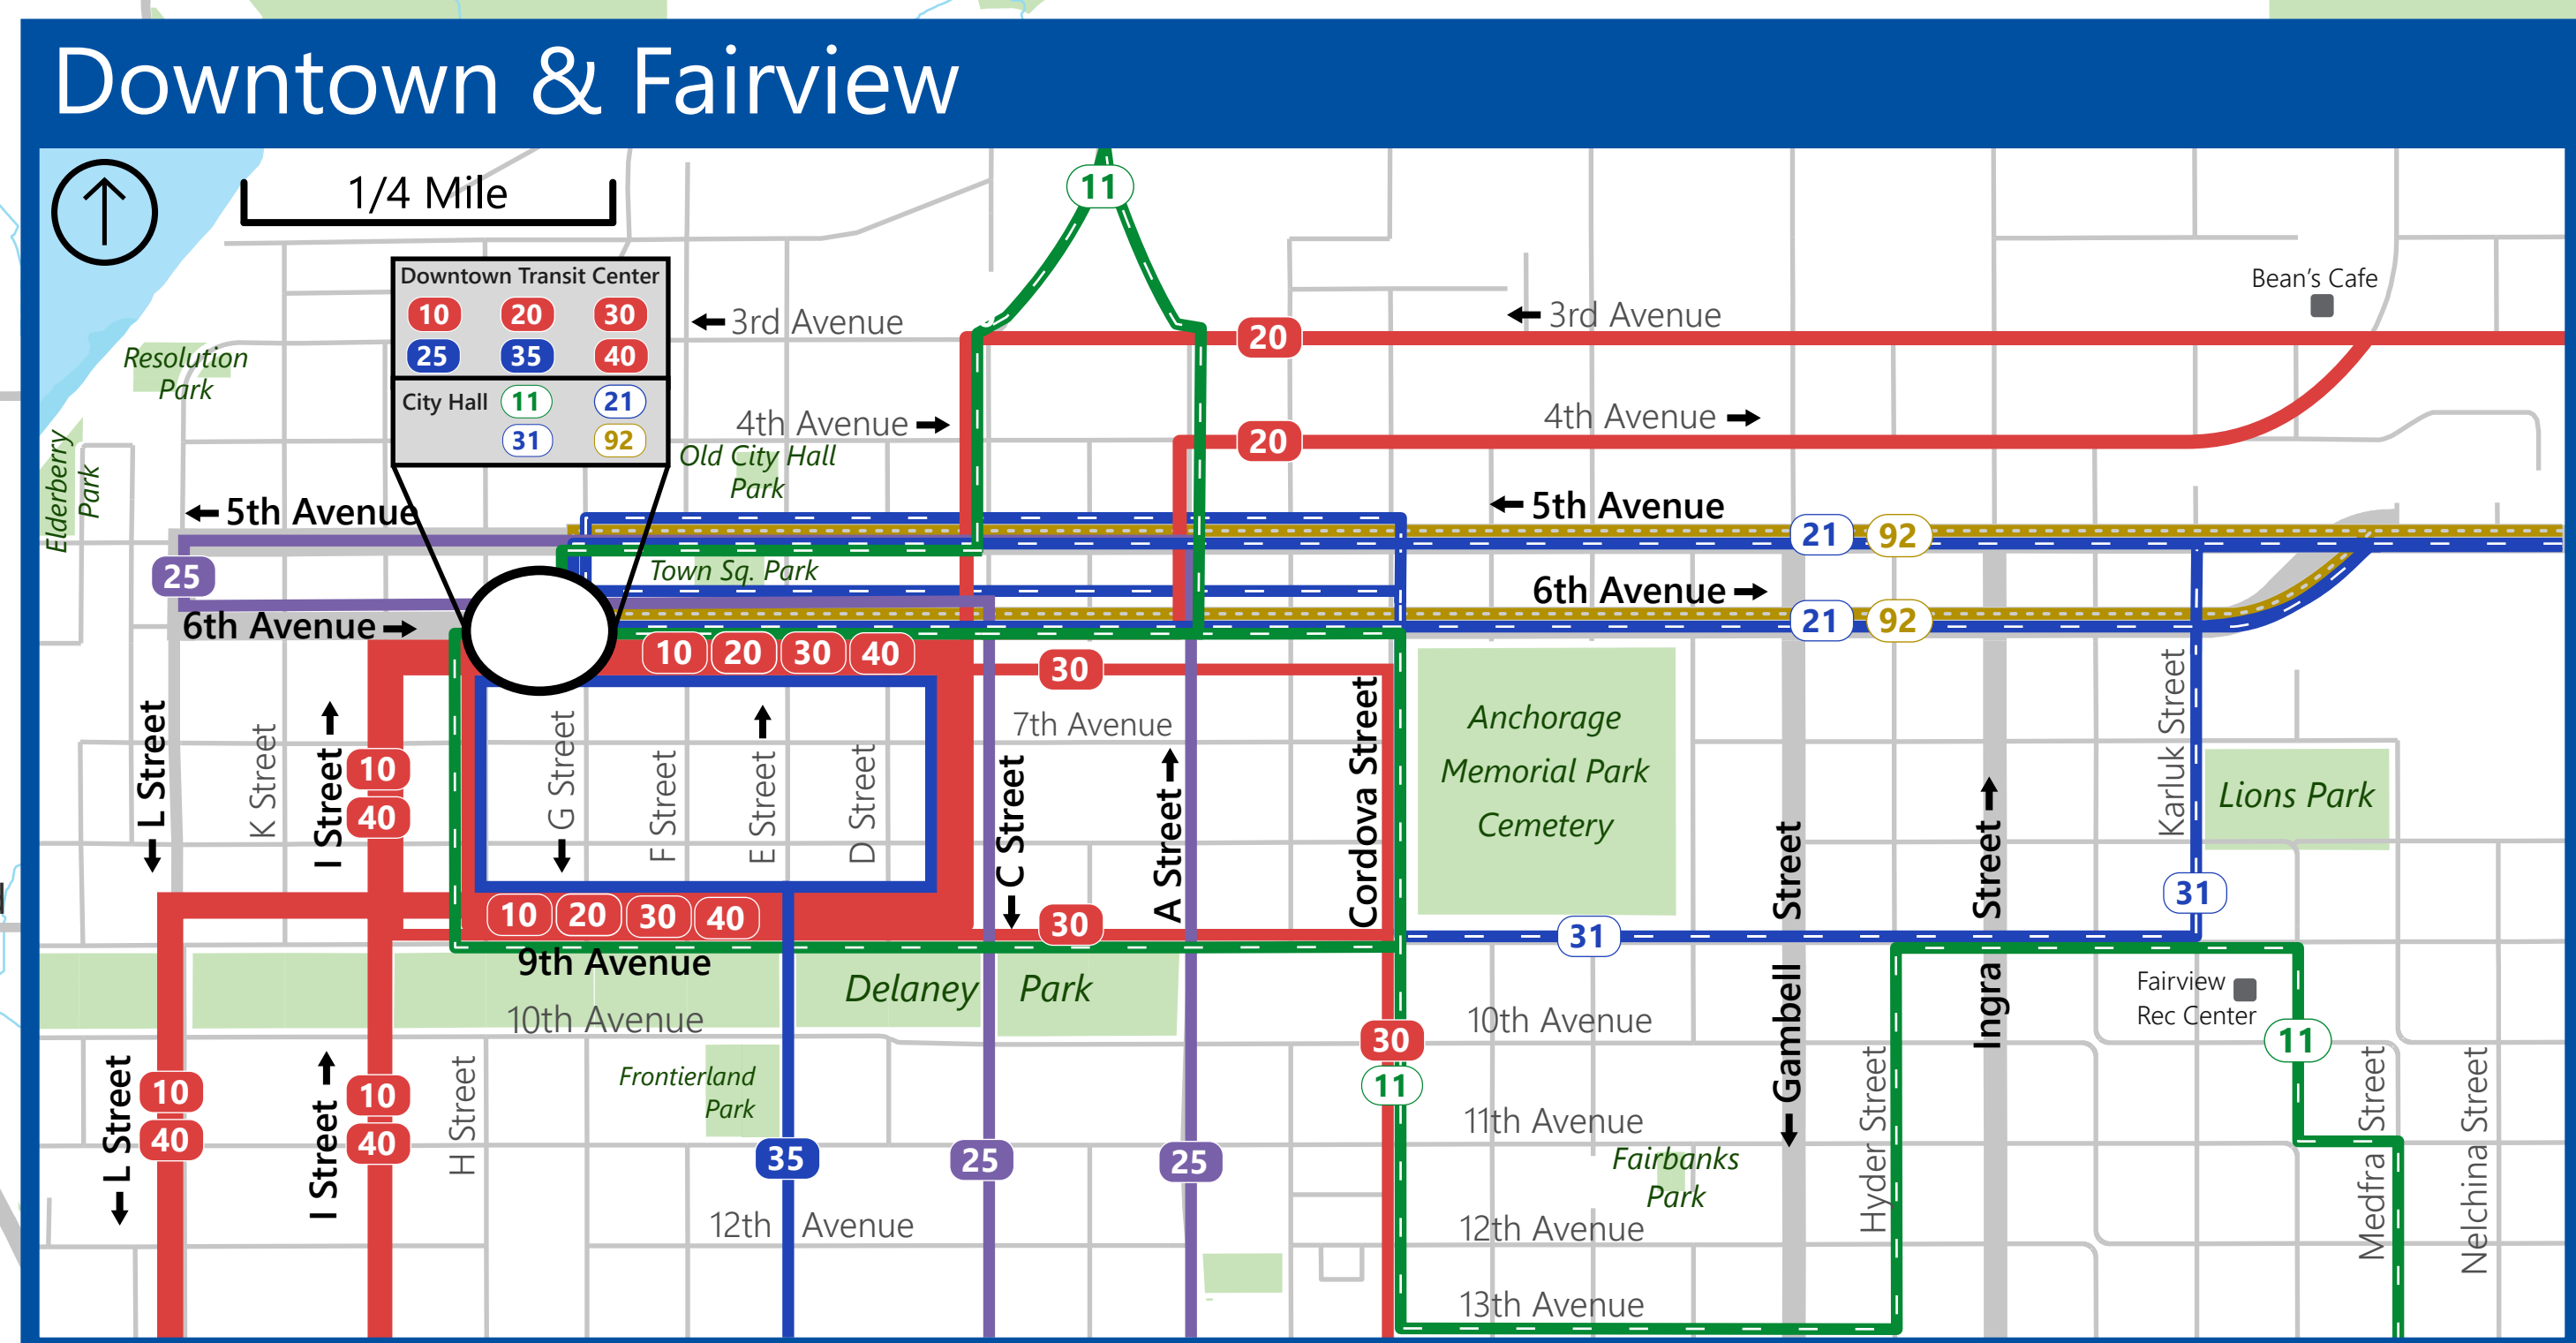 Downtown & Fairview
1/4 Mile
11
Downtown Transit Center
10 20 30
25 35 40
City Hall 11 21
31 92
Bean's Cafe
3rd Avenue
3rd Avenue
20
Resolution
Park
4th Avenue
4th Avenue
20
Old City Hall
Park
Elderberry
Park
5th Avenue
5th Avenue
21 92
25
Town Sq. Park
6th Avenue
6th Avenue
21 92
10 20 30 40
30
L Street
K Street
I Street
10
40
G Street
F Street
E Street
D Street
7th Avenue
C Street
A Street
Cordova Street
Anchorage
Memorial Park
Cemetery
Gambell Street
Ingra Street
Karluk Street
Lions Park
31
10 20 30 40
30
31
9th Avenue
Delaney Park
10th Avenue
10th Avenue
Fairview
Rec Center
11
30
11
L Street
10
40
I Street
10
40
H Street
Frontierland
Park
35
25
25
11th Avenue
Fairbanks
Park
Hyder Street
Medfra Street
Nelchina Street
12th Avenue
12th Avenue
13th Avenue